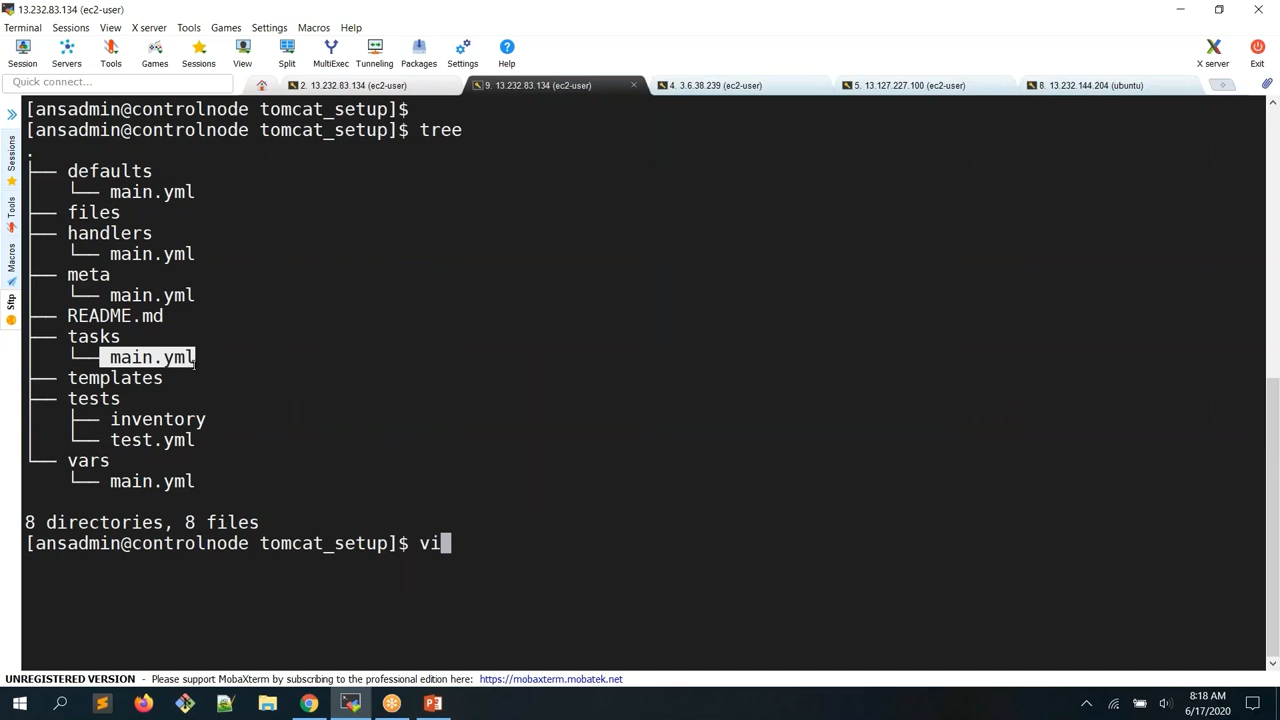 13.232.83.134 (ec2-user)
Terminal Sessions View X server Tools Games Settings Macros Help
Session Servers Tools Games Sessions View Split MultiExec Tunneling Packages Settings Help X server Exit
Quick connect... 2. 13.232.83.134 (ec2-user) 9. 13.232.83.134 (ec2-user) 4. 3.6.38.239 (ec2-user) 5. 13.127.227.100 (ec2-user) 8. 13.232.144.204 (ubuntu)
Sessions
Tools
Macros
Sftp
[ansadmin@controlnode tomcat_setup]$
[ansadmin@controlnode tomcat_setup]$ tree
.
├── defaults
│   └── main.yml
├── files
├── handlers
│   └── main.yml
├── meta
│   └── main.yml
├── README.md
├── tasks
│   └── main.yml
├── templates
├── tests
│   ├── inventory
│   └── test.yml
└── vars
    └── main.yml
8 directories, 8 files
[ansadmin@controlnode tomcat_setup]$ vi
UNREGISTERED VERSION - Please support MobaXterm by subscribing to the professional edition here: https://mobaxterm.mobatek.net
8:18 AM
6/17/2020